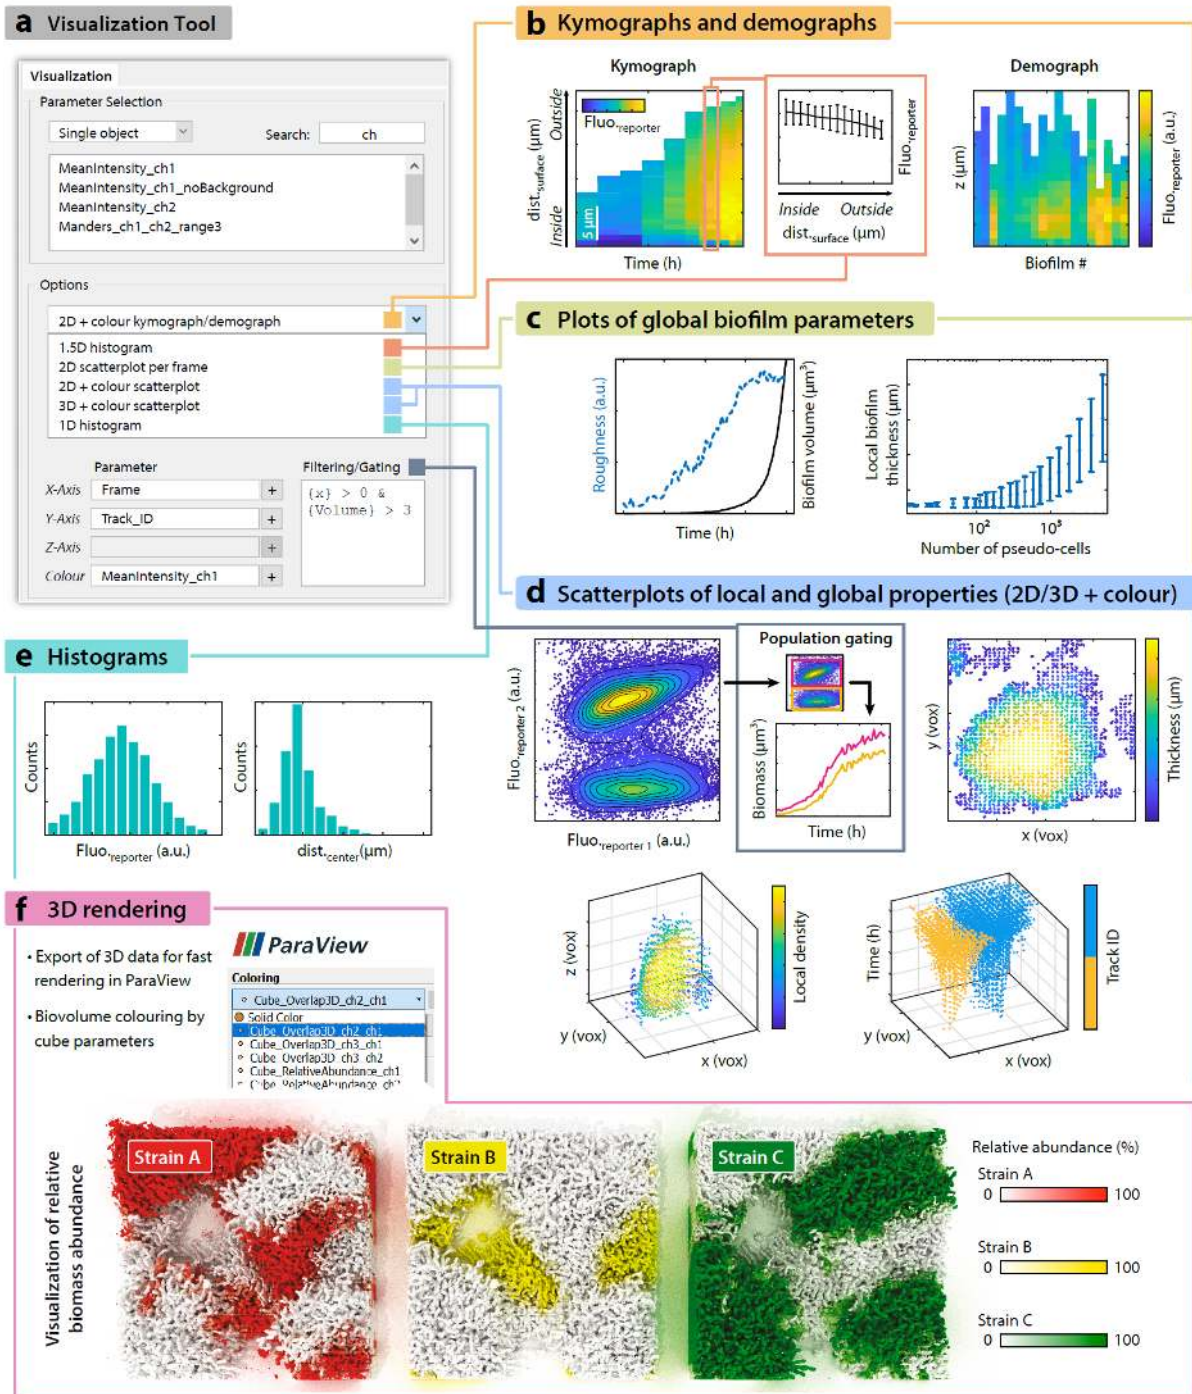 a Visualization Tool
Visualization
Parameter Selection
Single object
Search:
ch
MeanIntensity_ch1
MeanIntensity_ch1_noBackground
MeanIntensity_ch2
Manders_ch1_ch2_range3
Options
2D + colour kymograph/demograph
1.5D histogram
2D scatterplot per frame
2D + colour scatterplot
3D + colour scatterplot
1D histogram
Parameter
Filtering/Gating
X-Axis Frame +
Y-Axis Track_ID +
Z-Axis +
Colour MeanIntensity_ch1 +
{x} > 0 &
{Volume} > 3
b Kymographs and demographs
Kymograph
Fluo.reporter
dist.surface (µm)
Inside
Outside
5 µm
Time (h)
Fluo.reporter
Inside Outside
dist.surface (µm)
Demograph
z (µm)
Biofilm #
Fluo.reporter (a.u.)
c Plots of global biofilm parameters
Roughness (a.u.)
Biofilm volume (µm³)
Time (h)
Local biofilm
thickness (µm)
10² 10⁵
Number of pseudo-cells
d Scatterplots of local and global properties (2D/3D + colour)
Fluo.reporter 2 (a.u.)
Fluo.reporter 1 (a.u.)
Population gating
Biomass (µm³)
Time (h)
y (vox)
x (vox)
Thickness (µm)
z (vox)
y (vox)
x (vox)
Local density
Time (h)
y (vox)
x (vox)
Track ID
e Histograms
Counts
Fluo.reporter (a.u.)
Counts
dist.center(µm)
f 3D rendering
• Export of 3D data for fast
rendering in ParaView
• Biovolume colouring by
cube parameters
ParaView
Coloring
Cube_Overlap3D_ch2_ch1
Solid Color
Cube_Overlap3D_ch2_ch1
Cube_Overlap3D_ch3_ch1
Cube_Overlap3D_ch3_ch2
Cube_RelativeAbundance_ch1
Cube_RelativeAbundance_ch2
Visualization of relative
biomass abundance
Strain A
Strain B
Strain C
Relative abundance (%)
Strain A
0 100
Strain B
0 100
Strain C
0 100